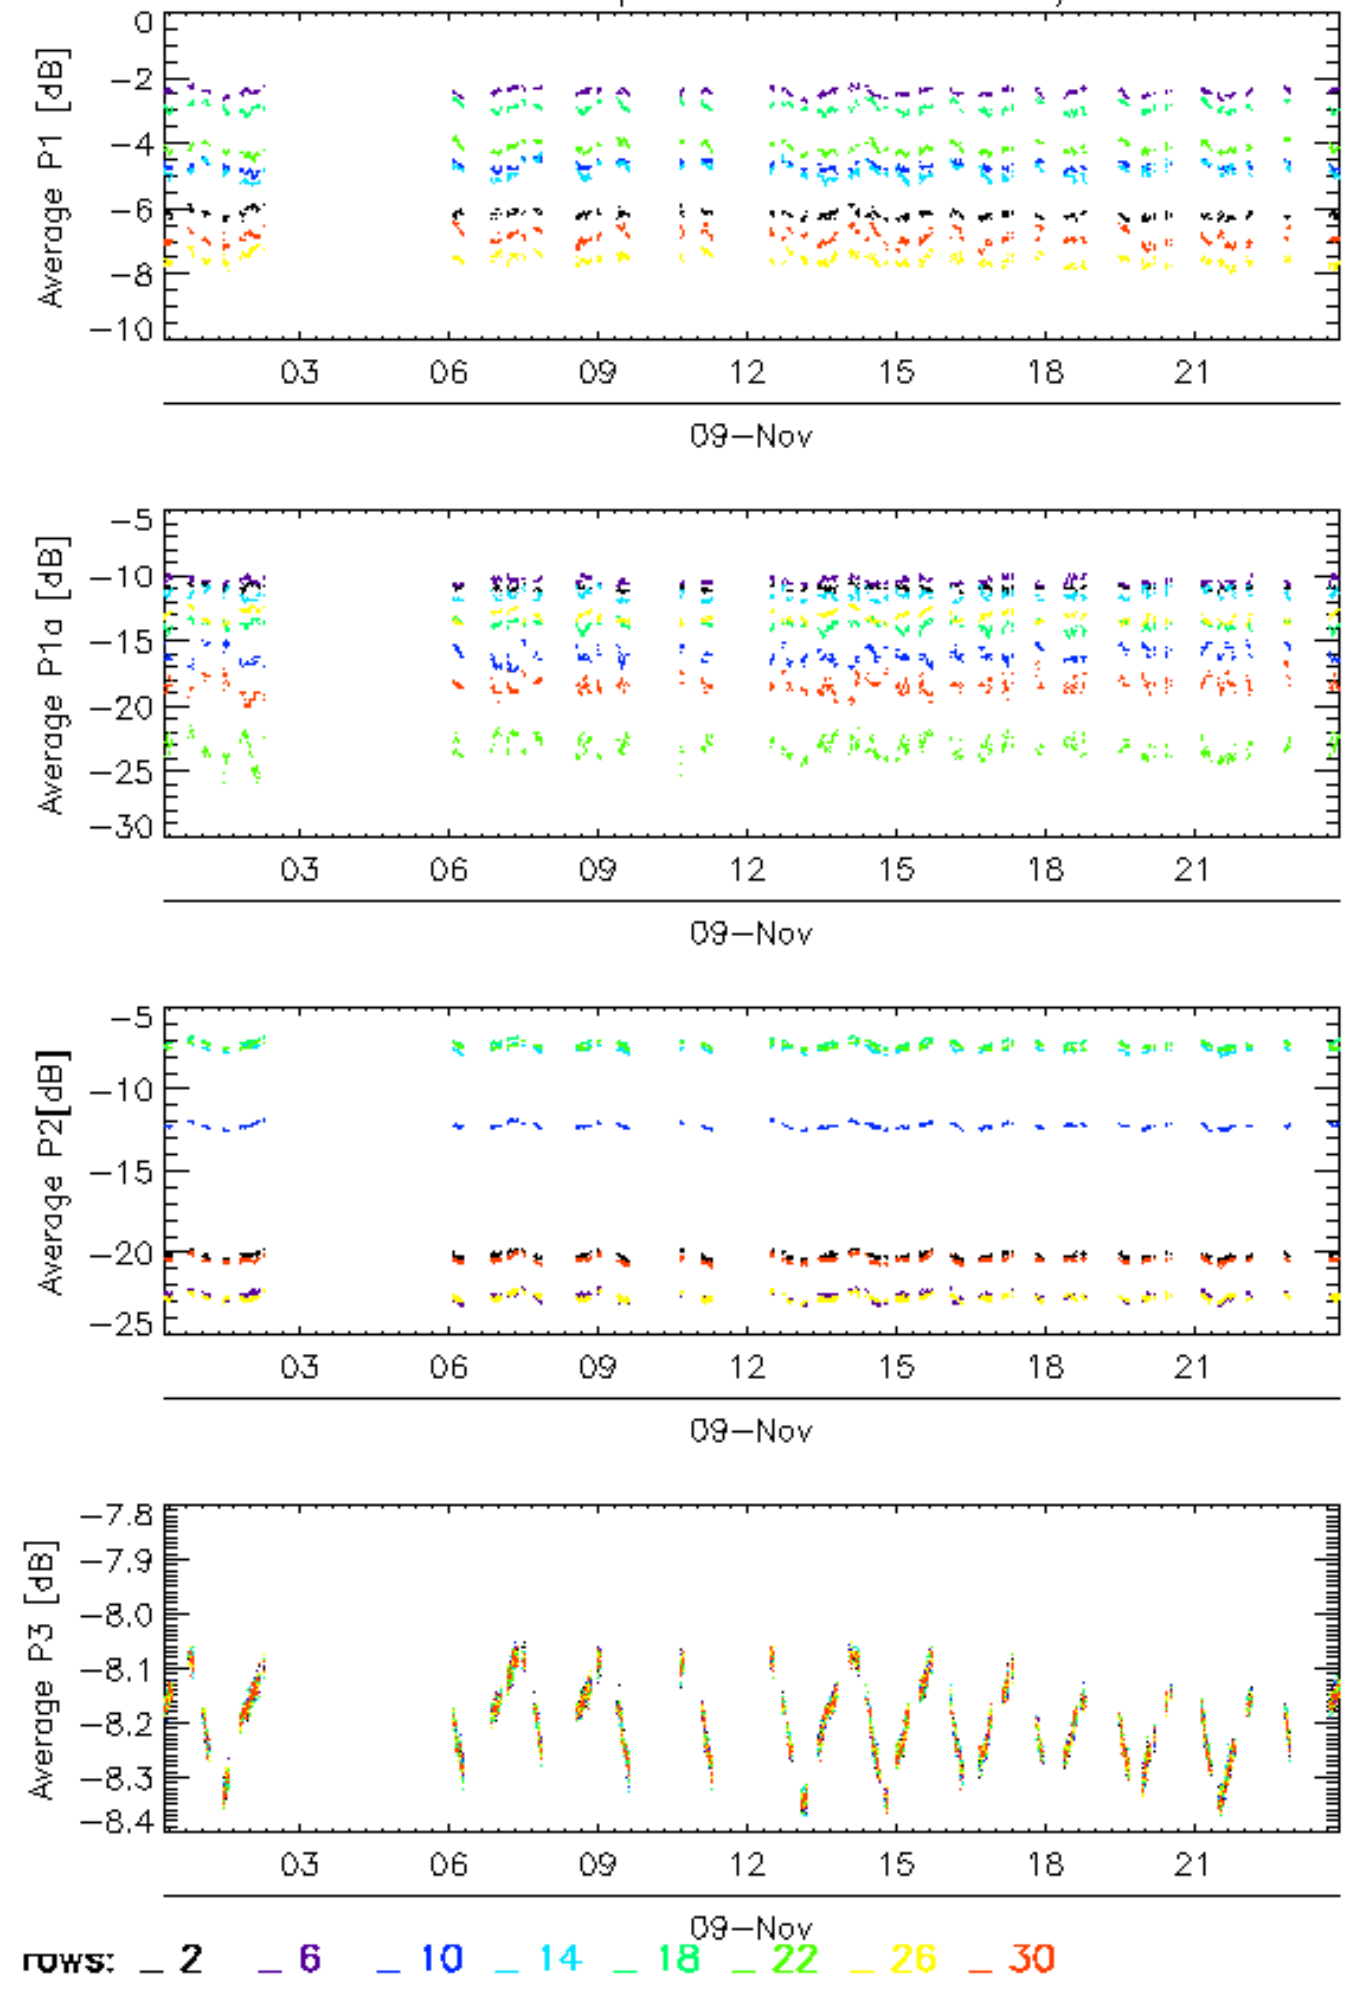 0
−2
−4
−6
−8
−10
Average P1 [dB]
03 06 09 12 15 18 21
09−Nov
−5
−10
−15
−20
−25
−30
Average P1a [dB]
03 06 09 12 15 18 21
09−Nov
−5
−10
−15
−20
−25
Average P2[dB]
03 06 09 12 15 18 21
09−Nov
−7.8
−7.9
−8.0
−8.1
−8.2
−8.3
−8.4
Average P3 [dB]
03 06 09 12 15 18 21
09−Nov
rows: _ 2 _ 6 _ 10 _ 14 _ 18 _ 22 _ 26 _ 30